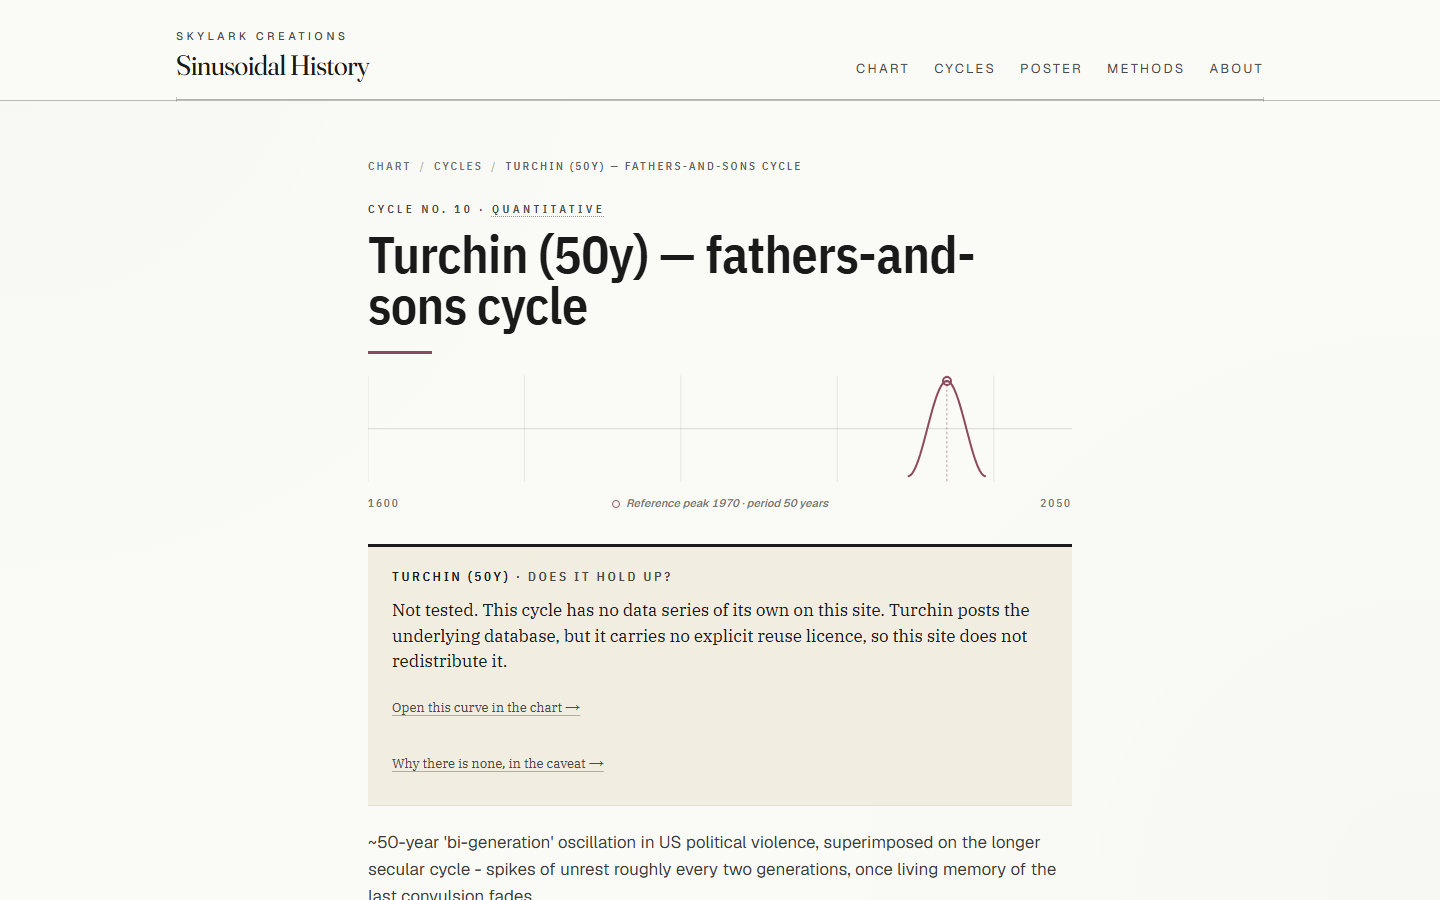 SKYLARK CREATIONS
Sinusoidal History
CHART CYCLES POSTER METHODS ABOUT
CHART / CYCLES / TURCHIN (50Y) — FATHERS-AND-SONS CYCLE
CYCLE NO. 10 · QUANTITATIVE
Turchin (50y) — fathers-and-
sons cycle
1600 Reference peak 1970 · period 50 years 2050
TURCHIN (50Y) · DOES IT HOLD UP?
Not tested. This cycle has no data series of its own on this site. Turchin posts the
underlying database, but it carries no explicit reuse licence, so this site does not
redistribute it.
Open this curve in the chart →
Why there is none, in the caveat →
~50-year 'bi-generation' oscillation in US political violence, superimposed on the longer
secular cycle - spikes of unrest roughly every two generations, once living memory of the
last convulsion fades.